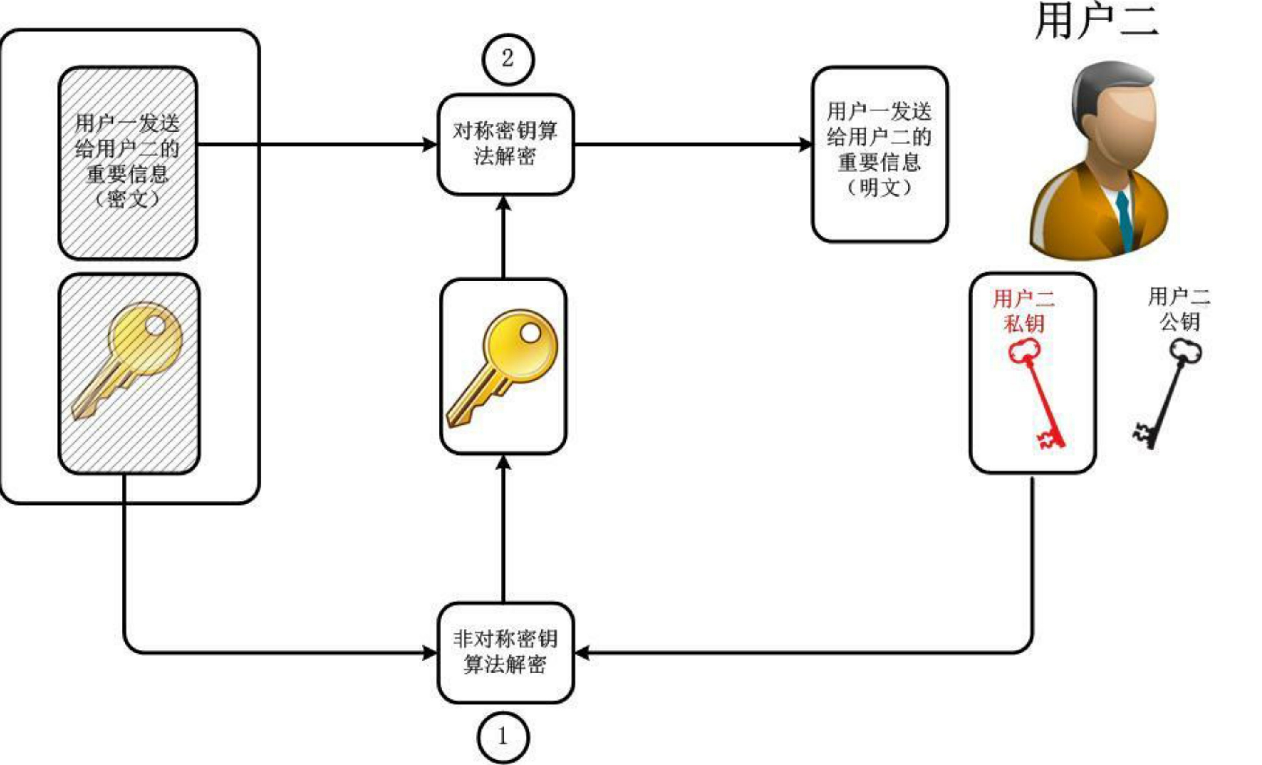 用户二
2
用户一发送
给用户二的
重要信息
（密文）
对称密钥算
法解密
用户一发送
给用户二的
重要信息
（明文）
用户二
私钥
用户二
公钥
非对称密钥
算法解密
1